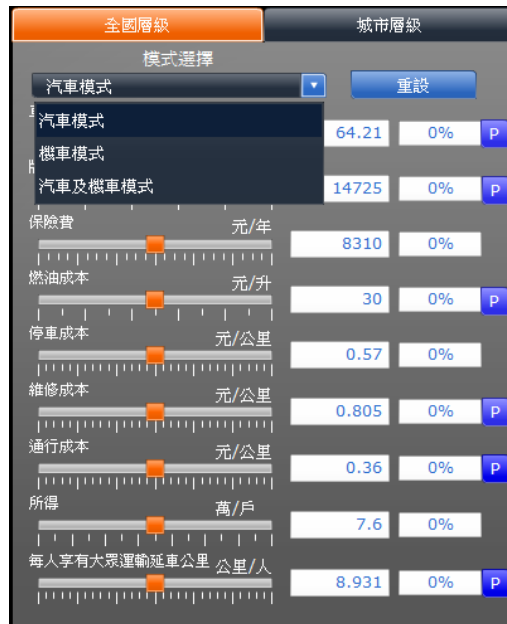 全國層級 城市層級
模式選擇
汽車模式 重設
汽車模式
64.21 0% P
機車模式
汽車及機車模式
14725 0% P
保險費 元/年
8310 0%
燃油成本 元/升
30 0% P
停車成本 元/公里
0.57 0%
維修成本 元/公里
0.805 0% P
通行成本 元/公里
0.36 0% P
所得 萬/戶
7.6 0%
每人享有大眾運輸延車公里 公里/人
8.931 0% P